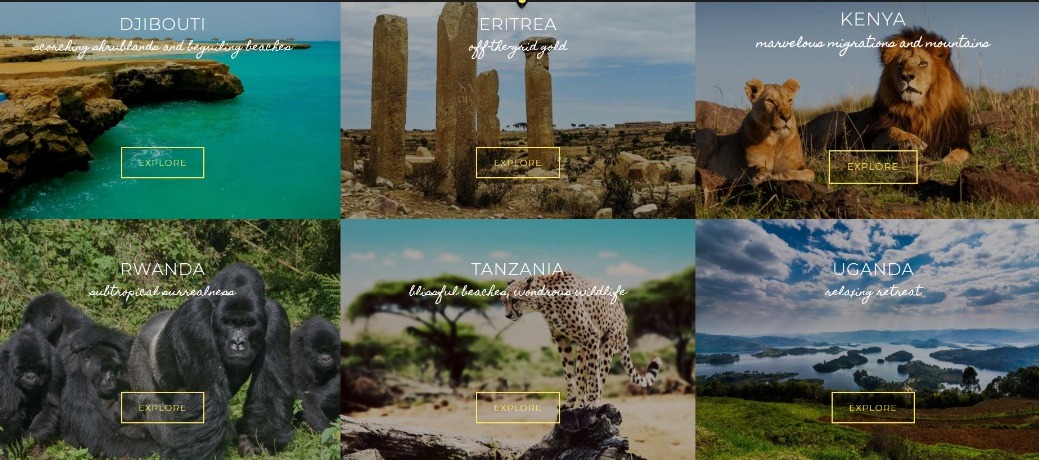 DJIBOUTI
scorching shrublands and beguiling beaches
EXPLORE
ERITREA
off-the-grid gold
EXPLORE
KENYA
marvelous migrations and mountains
EXPLORE
RWANDA
subtropical surrealness
EXPLORE
TANZANIA
blissful beaches, wondrous wildlife
EXPLORE
UGANDA
relaxing retreat
EXPLORE